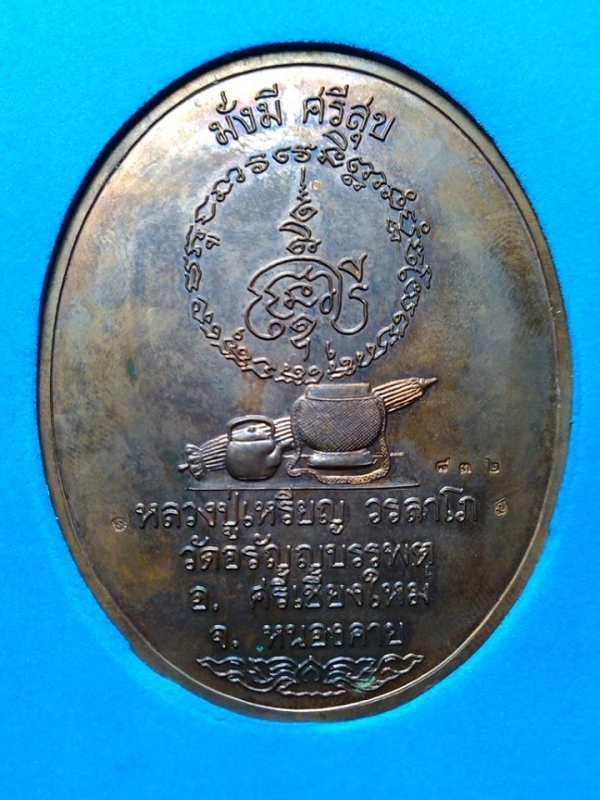 มั่งมี ศรีสุข
๘๓๒
หลวงปู่เหรียญ วรลาโภ
วัดอรัญญบรรพต
อ. ศรีเชียงใหม่
จ. หนองคาย